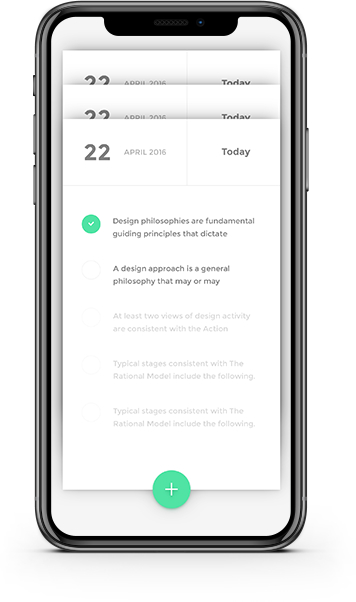 22 APRIL 2016 Today
22 APRIL 2016 Today
22 APRIL 2016 Today
Design philosophies are fundamental
guiding principles that dictate
A design approach is a general
philosophy that may or may
At least two views of design activity
are consistent with the Action
Typical stages consistent with The
Rational Model include the following.
Typical stages consistent with The
Rational Model include the following.